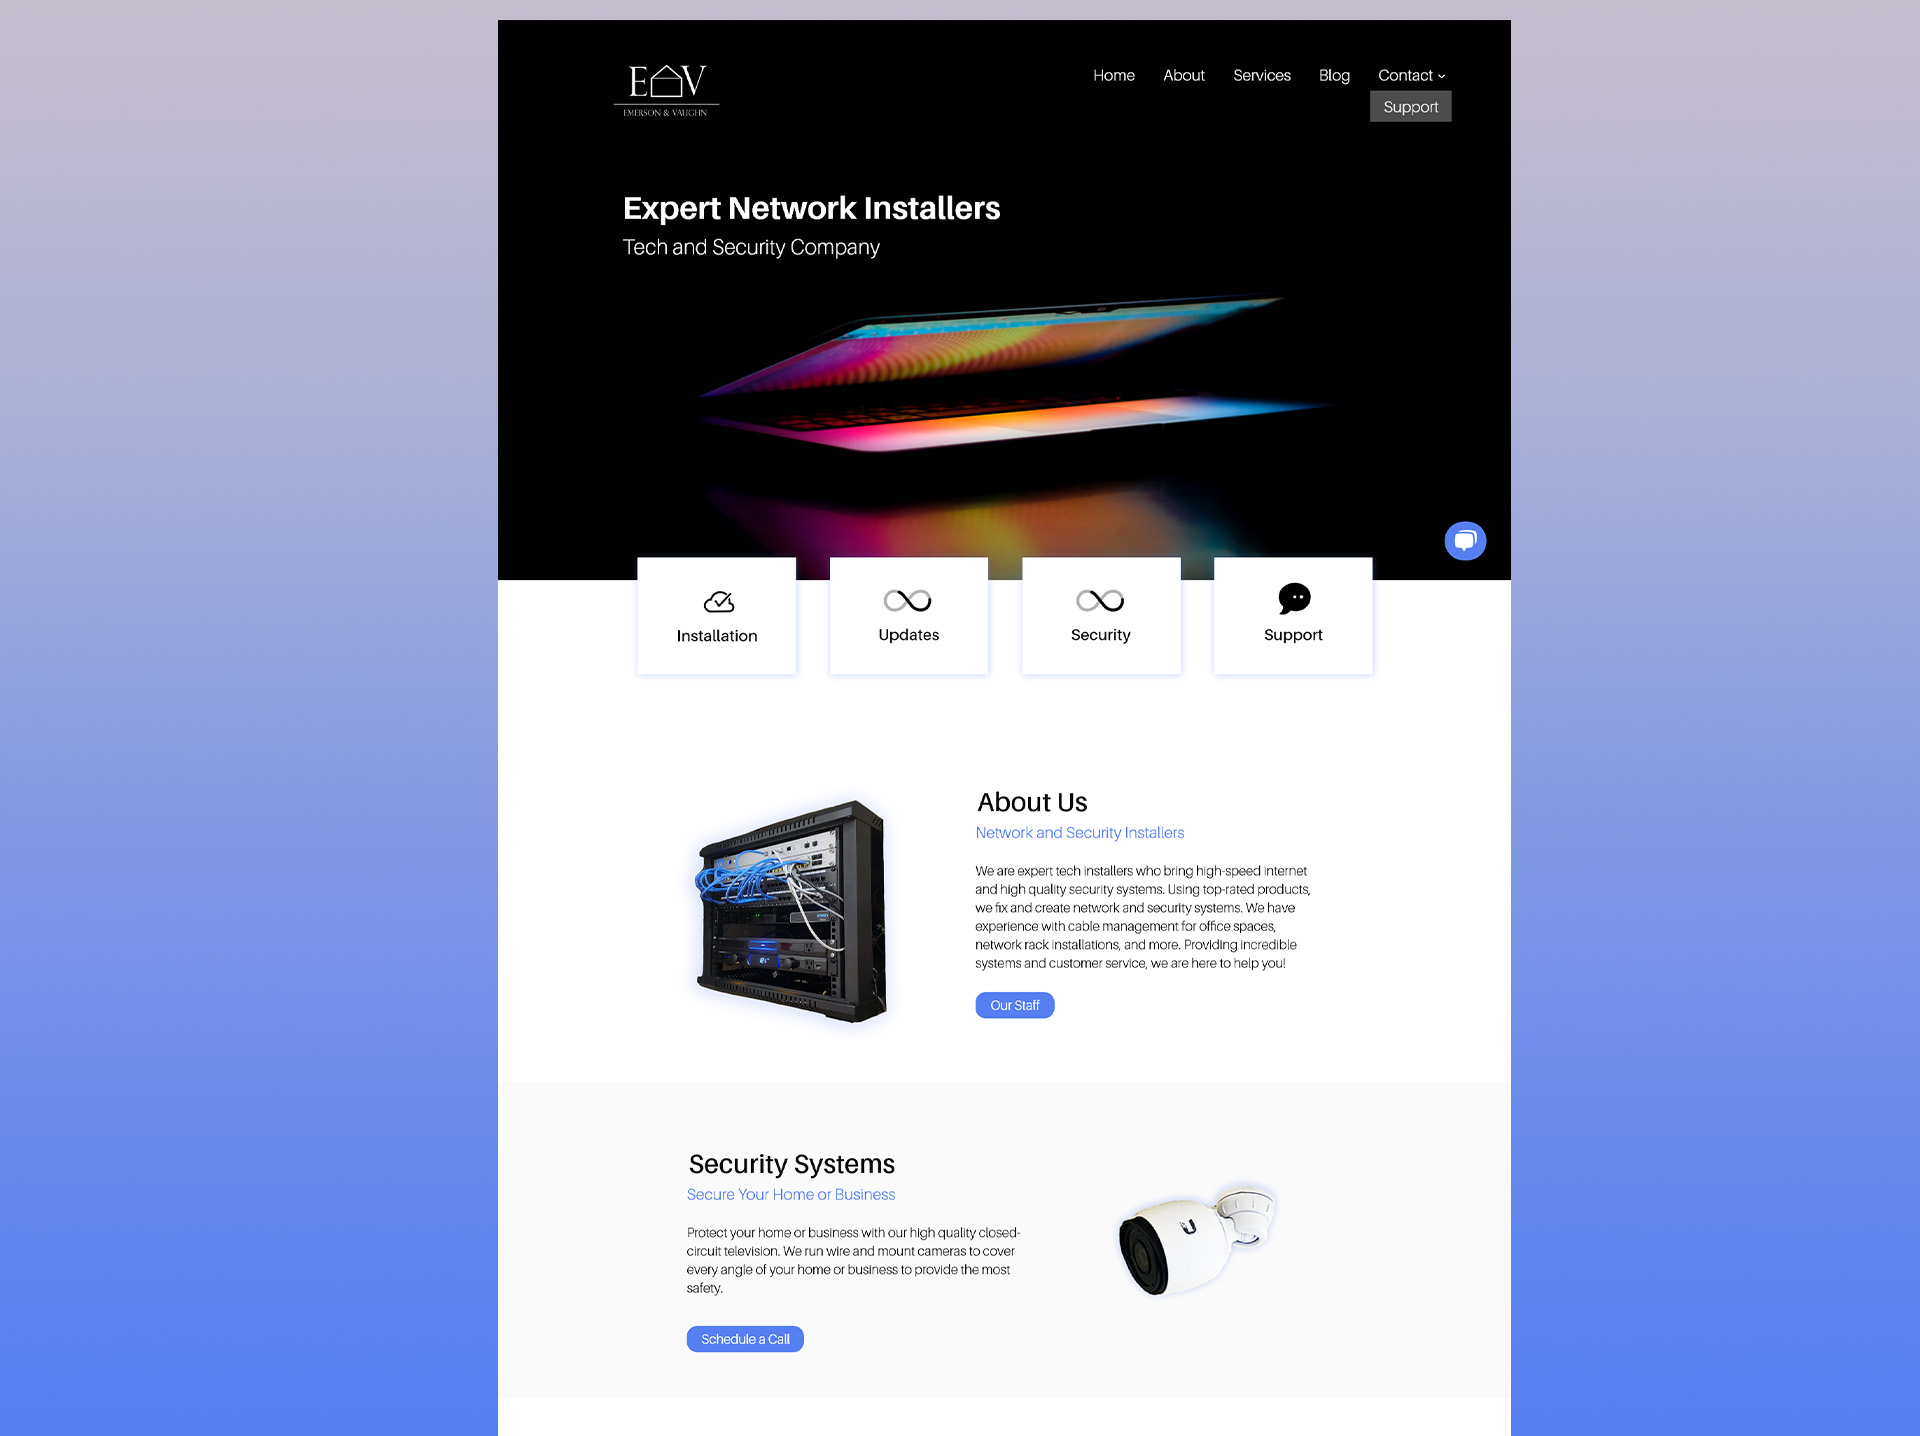 E V
EMERSON & VAUGHN
Home About Services Blog Contact
Support
Expert Network Installers
Tech and Security Company
Installation Updates Security Support
About Us
Network and Security Installers
We are expert tech installers who bring high-speed internet
and high quality security systems. Using top-rated products,
we fix and create network and security systems. We have
experience with cable management for office spaces,
network rack installations, and more. Providing incredible
systems and customer service, we are here to help you!
Our Staff
Security Systems
Secure Your Home or Business
Protect your home or business with our high quality closed-
circuit television. We run wire and mount cameras to cover
every angle of your home or business to provide the most
safety.
Schedule a Call